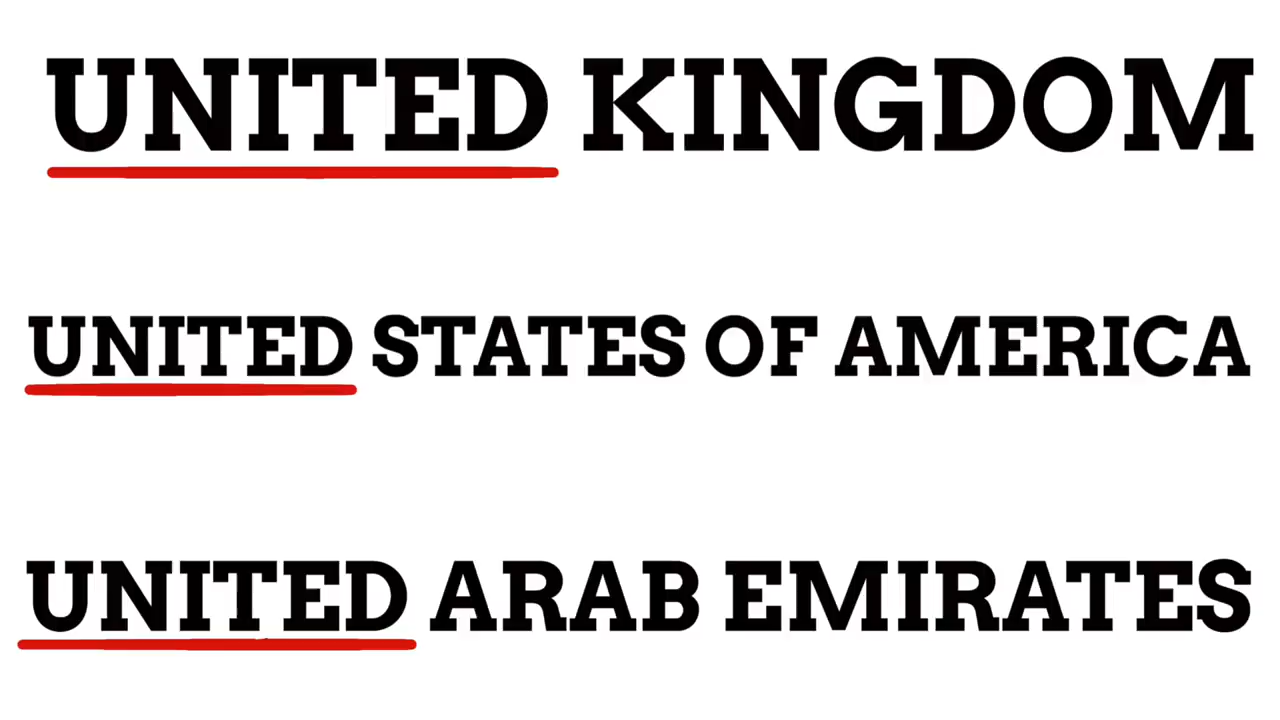 UNITED KINGDOM
UNITED STATES OF AMERICA
UNITED ARAB EMIRATES